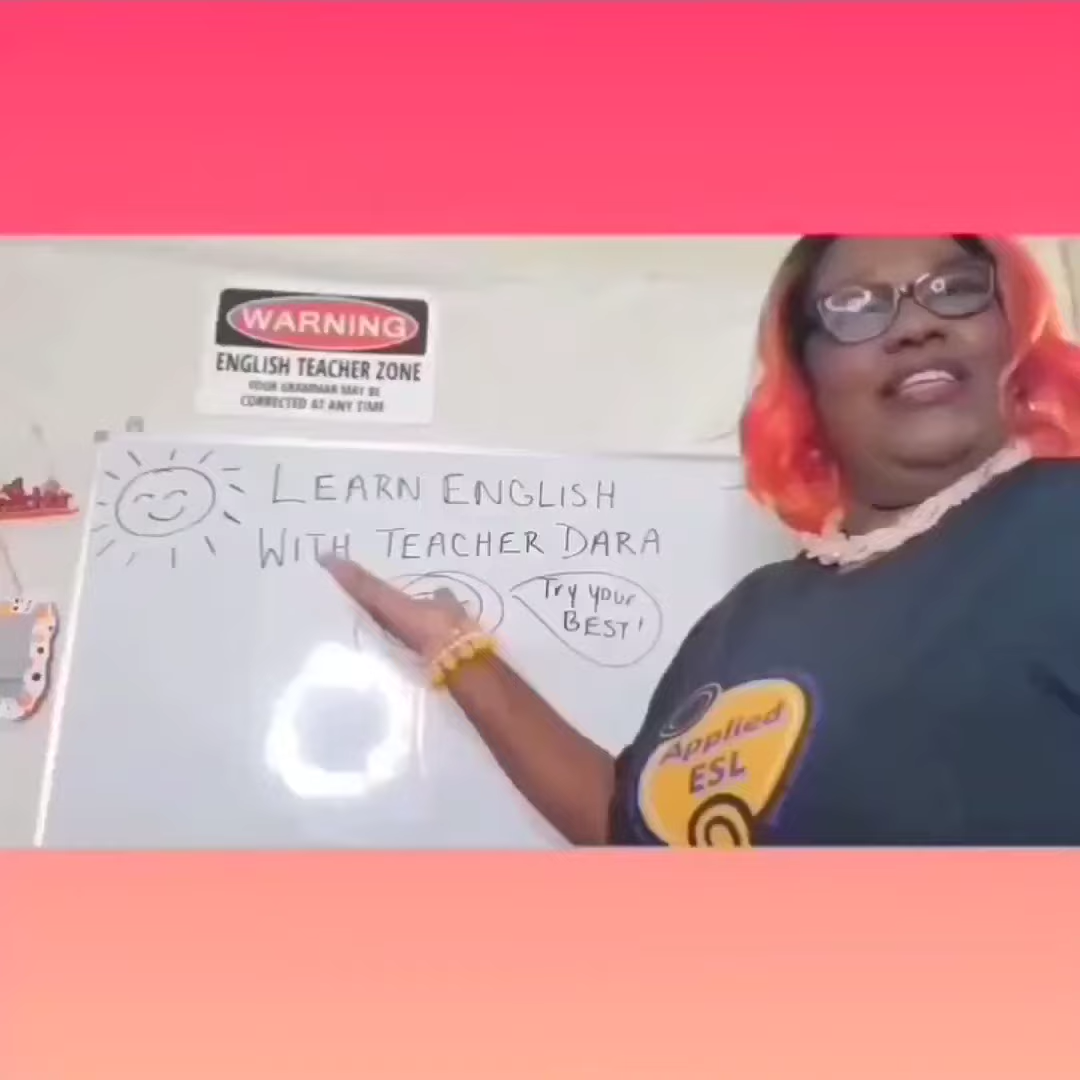 WARNING
ENGLISH TEACHER ZONE
YOUR GRAMMAR MAY BE
CORRECTED AT ANY TIME
LEARN ENGLISH
WITH TEACHER DARA
Try your
BEST!
Applied
ESL